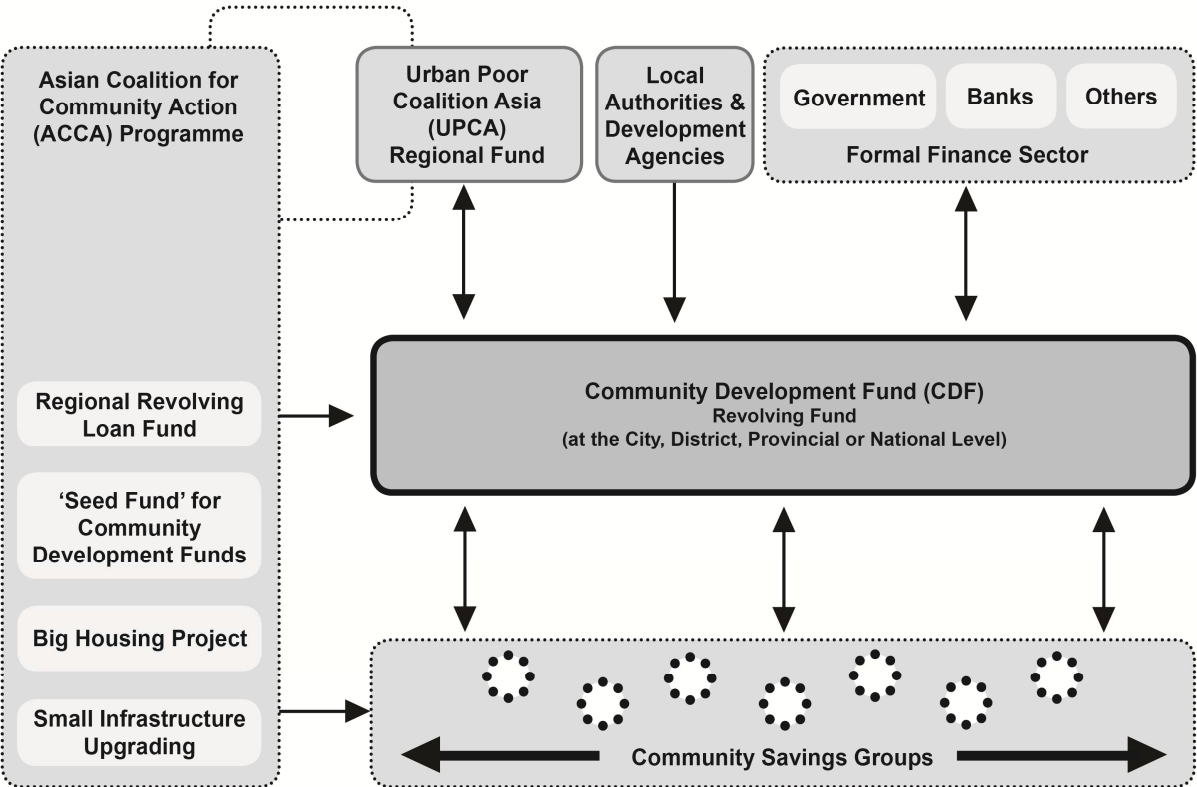 Asian Coalition for
Community Action
(ACCA) Programme
Regional Revolving
Loan Fund
‘Seed Fund’ for
Community
Development Funds
Big Housing Project
Small Infrastructure
Upgrading
Urban Poor
Coalition Asia
(UPCA)
Regional Fund
Local
Authorities &
Development
Agencies
Government
Banks
Others
Formal Finance Sector
Community Development Fund (CDF)
Revolving Fund
(at the City, District, Provincial or National Level)
Community Savings Groups